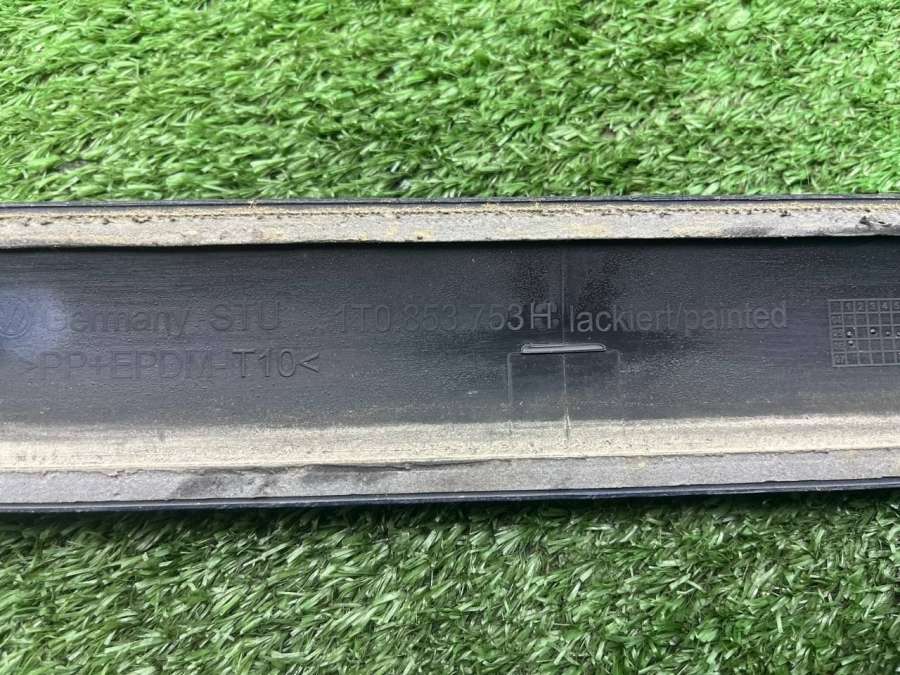 Germany STU 1T0.853.753 H lackiert/painted
>PP+EPDM-T10<